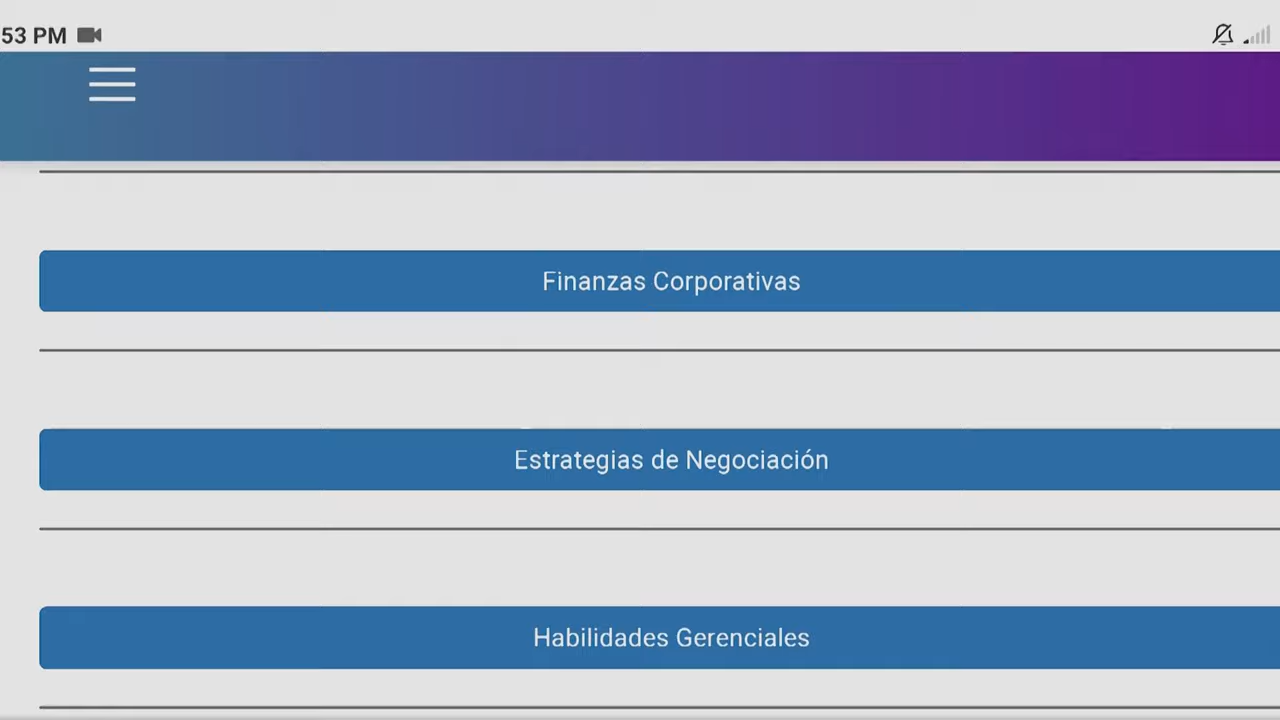 53 PM
Finanzas Corporativas
Estrategias de Negociación
Habilidades Gerenciales